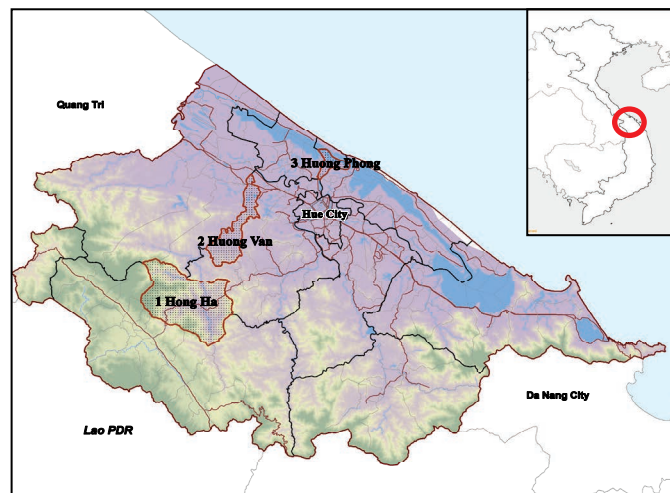 Quang Tri
3 Huong Phong
Hue City
2 Huong Van
1 Hong Ha
Da Nang City
Lao PDR